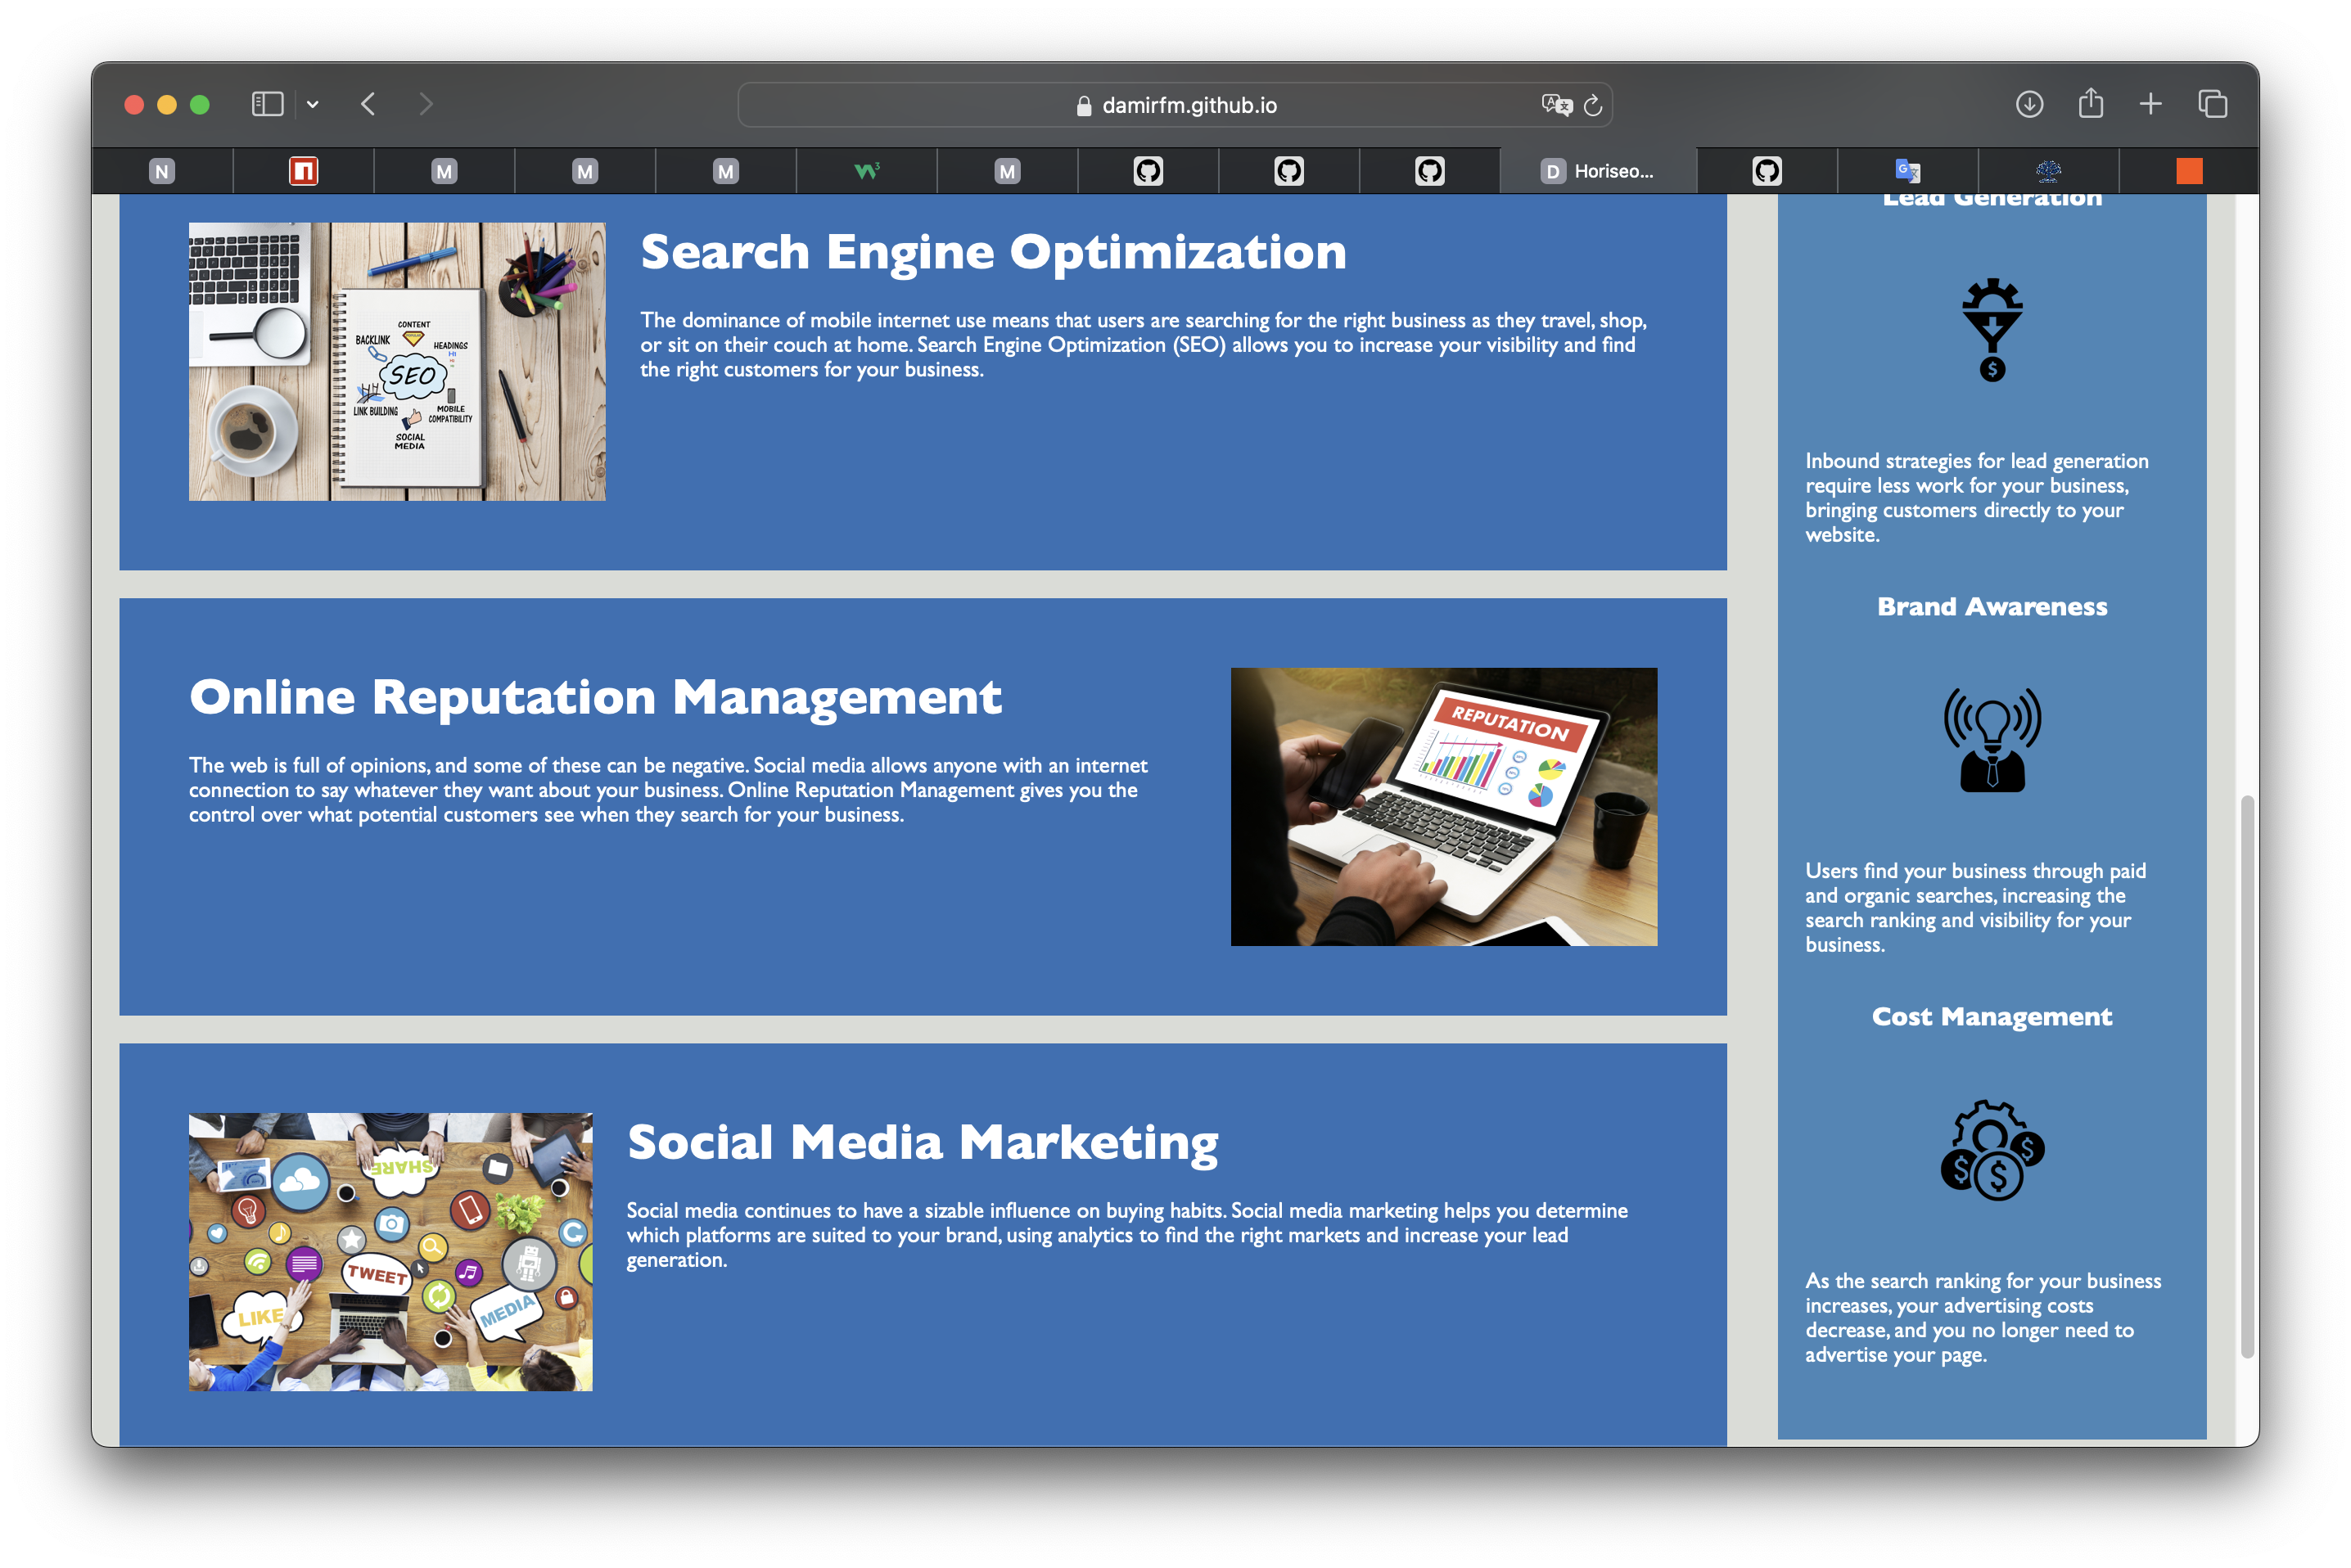 damirfm.github.io
N
M
M
M
W3
M
D Horiseo...
Search Engine Optimization
The dominance of mobile internet use means that users are searching for the right business as they travel, shop,
or sit on their couch at home. Search Engine Optimization (SEO) allows you to increase your visibility and find
the right customers for your business.
CONTENT
BACKLINK
HEADINGS
H1
SEO
LINK BUILDING
MOBILE
COMPATIBILITY
SOCIAL
MEDIA
Online Reputation Management
The web is full of opinions, and some of these can be negative. Social media allows anyone with an internet
connection to say whatever they want about your business. Online Reputation Management gives you the
control over what potential customers see when they search for your business.
REPUTATION
Social Media Marketing
Social media continues to have a sizable influence on buying habits. Social media marketing helps you determine
which platforms are suited to your brand, using analytics to find the right markets and increase your lead
generation.
SHARE
TWEET
LIKE
MEDIA
Lead Generation
$
Inbound strategies for lead generation
require less work for your business,
bringing customers directly to your
website.
Brand Awareness
Users find your business through paid
and organic searches, increasing the
search ranking and visibility for your
business.
Cost Management
$ $ $
As the search ranking for your business
increases, your advertising costs
decrease, and you no longer need to
advertise your page.